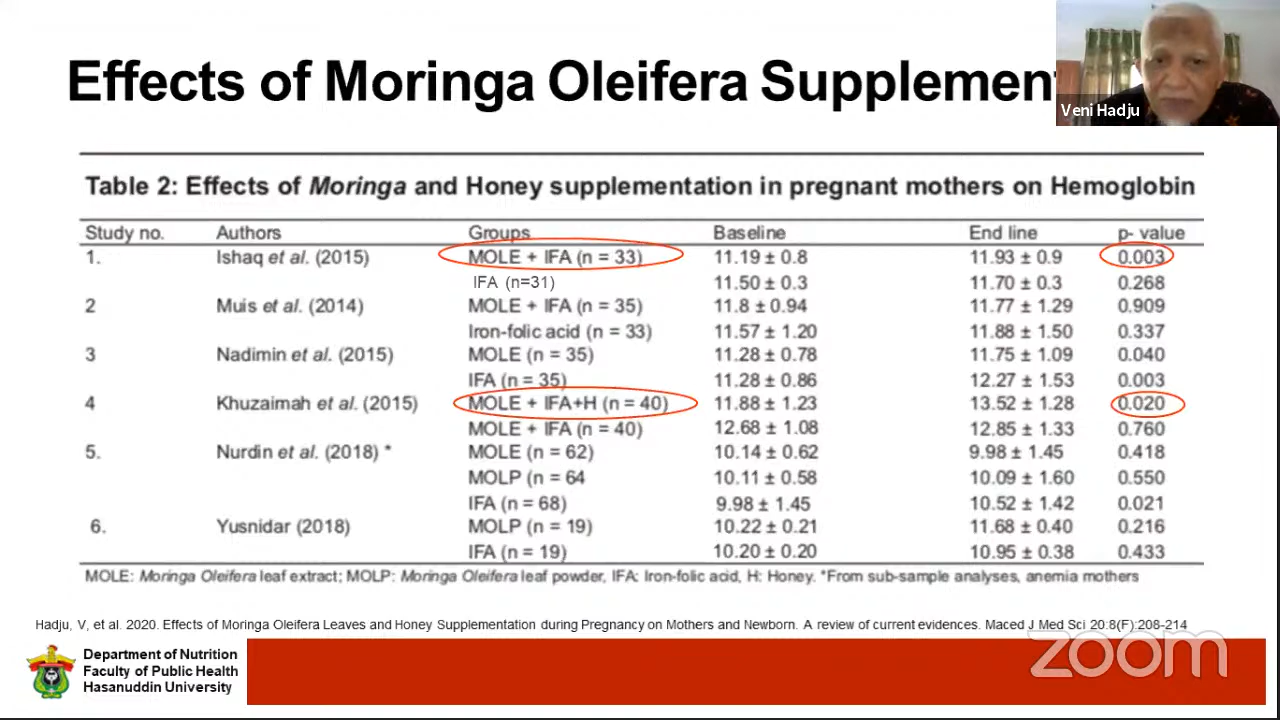 Effects of Moringa Oleifera Supplemen
Veni Hadju
Table 2: Effects of Moringa and Honey supplementation in pregnant mothers on Hemoglobin
Study no. Authors Groups Baseline End line p- value
1. Ishaq et al. (2015) MOLE + IFA (n = 33) 11.19 ± 0.8 11.93 ± 0.9 0.003
IFA (n=31) 11.50 ± 0.3 11.70 ± 0.3 0.268
2 Muis et al. (2014) MOLE + IFA (n = 35) 11.8 ± 0.94 11.77 ± 1.29 0.909
Iron-folic acid (n = 33) 11.57 ± 1.20 11.88 ± 1.50 0.337
3 Nadimin et al. (2015) MOLE (n = 35) 11.28 ± 0.78 11.75 ± 1.09 0.040
IFA (n = 35) 11.28 ± 0.86 12.27 ± 1.53 0.003
4 Khuzaimah et al. (2015) MOLE + IFA+H (n = 40) 11.88 ± 1.23 13.52 ± 1.28 0.020
MOLE + IFA (n = 40) 12.68 ± 1.08 12.85 ± 1.33 0.760
5. Nurdin et al. (2018) * MOLE (n = 62) 10.14 ± 0.62 9.98 ± 1.45 0.418
MOLP (n = 64 10.11 ± 0.58 10.09 ± 1.60 0.550
IFA (n = 68) 9.98 ± 1.45 10.52 ± 1.42 0.021
6. Yusnidar (2018) MOLP (n = 19) 10.22 ± 0.21 11.68 ± 0.40 0.216
IFA (n = 19) 10.20 ± 0.20 10.95 ± 0.38 0.433
MOLE: Moringa Oleifera leaf extract; MOLP: Moringa Oleifera leaf powder, IFA: Iron-folic acid, H: Honey. *From sub-sample analyses, anemia mothers
Hadju, V, et al. 2020. Effects of Moringa Oleifera Leaves and Honey Supplementation during Pregnancy on Mothers and Newborn. A review of current evidences. Maced J Med Sci 20:8(F):208-214
Department of Nutrition
Faculty of Public Health
Hasanuddin University
zoom